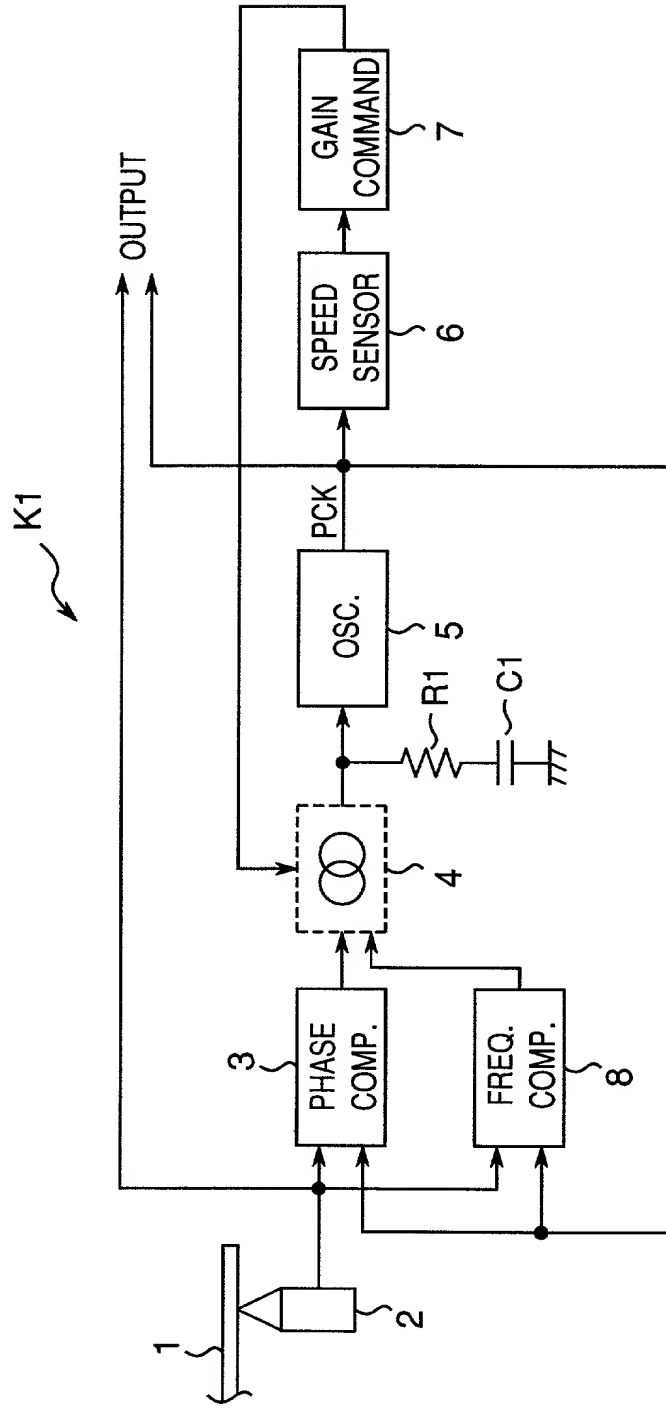 K1
OUTPUT
1
2
3
PHASE
COMP.
4
R1
C1
OSC.
5
PCK
SPEED
SENSOR
6
GAIN
COMMAND
7
FREQ.
COMP.
8